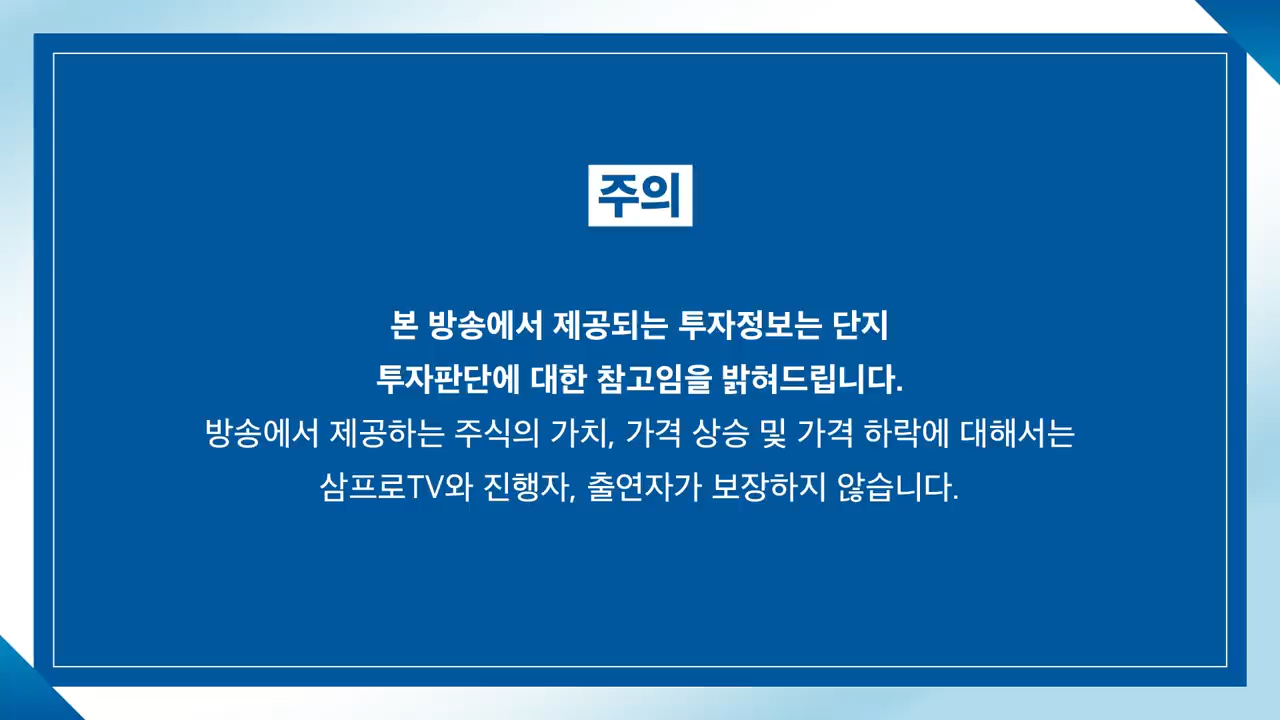 주의
본 방송에서 제공되는 투자정보는 단지
투자판단에 대한 참고임을 밝혀드립니다.
방송에서 제공하는 주식의 가치, 가격 상승 및 가격 하락에 대해서는
삼프로TV와 진행자, 출연자가 보장하지 않습니다.